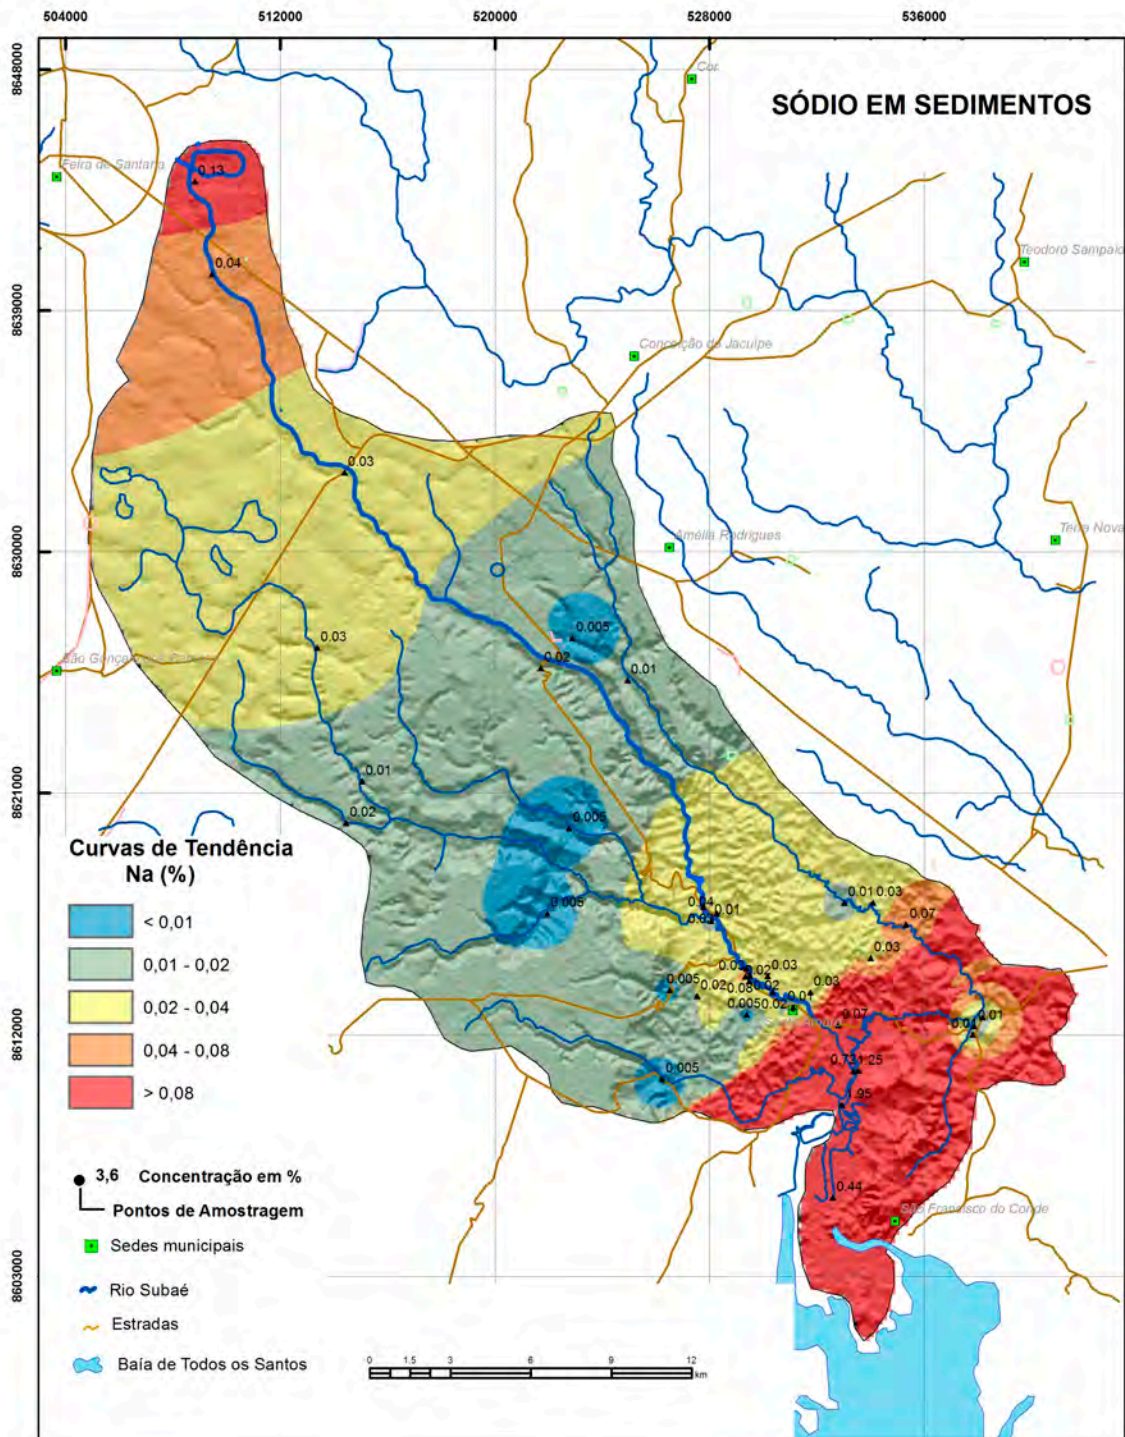 504000
512000
520000
528000
536000
8648000
8639000
8630000
8621000
8612000
8603000
SÓDIO EM SEDIMENTOS
Feira de Santana
Teodoro Sampaio
Conceição do Jacuípe
Amélia Rodrigues
Terra Nova
São Francisco do Conde
0.13
0,04
0.03
0.03
0.005
0.02
0.01
0.01
0.02
0.005
0.005
0.04
0.01
0.01
0.03
0.07
0.03
0.02
0.03
0.005
0.02
0.08
0.02
0.03
0.005
0.02
0.01
0.07
0.01
0.005
1.25
1.95
0.44
Curvas de Tendência
Na (%)
< 0,01
0,01 - 0,02
0,02 - 0,04
0,04 - 0,08
> 0,08
3,6 Concentração em %
Pontos de Amostragem
Sedes municipais
Rio Subaé
Estradas
Baía de Todos os Santos
0 1.5 3 6 9 12
km